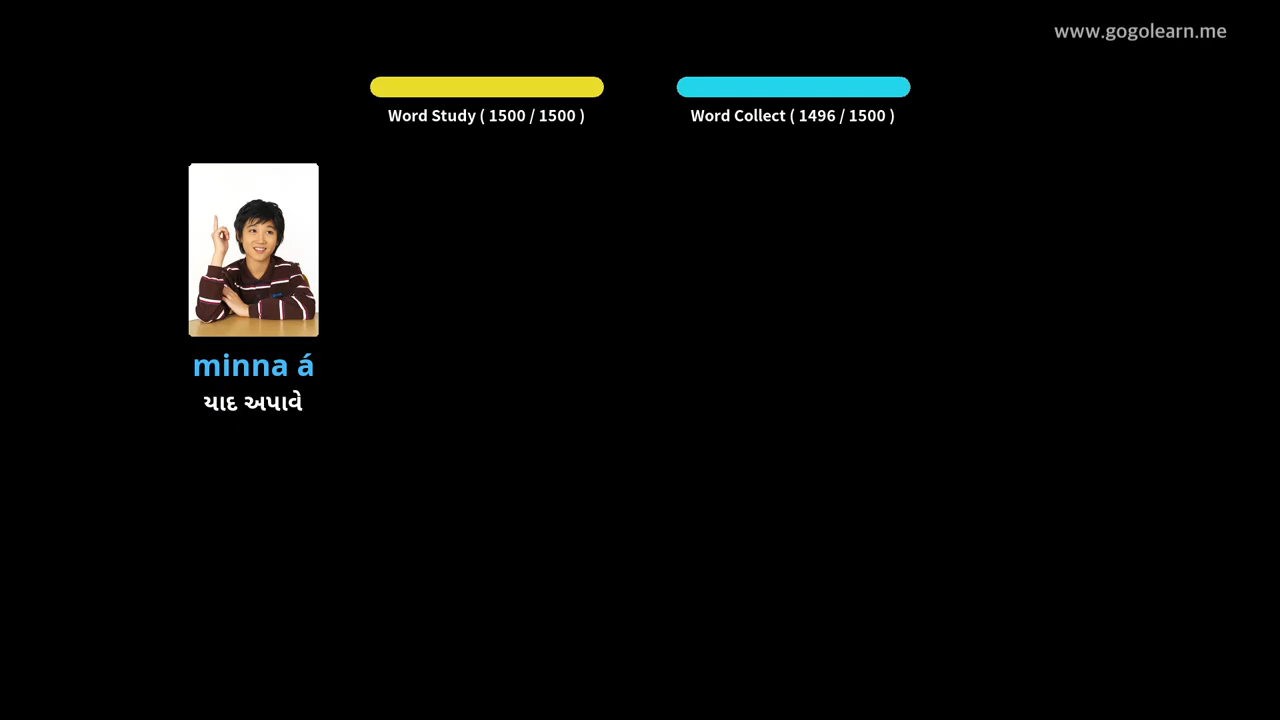 www.gogolearn.me
Word Study ( 1500 / 1500 )
Word Collect ( 1496 / 1500 )
minna á
યાદ અપાવે